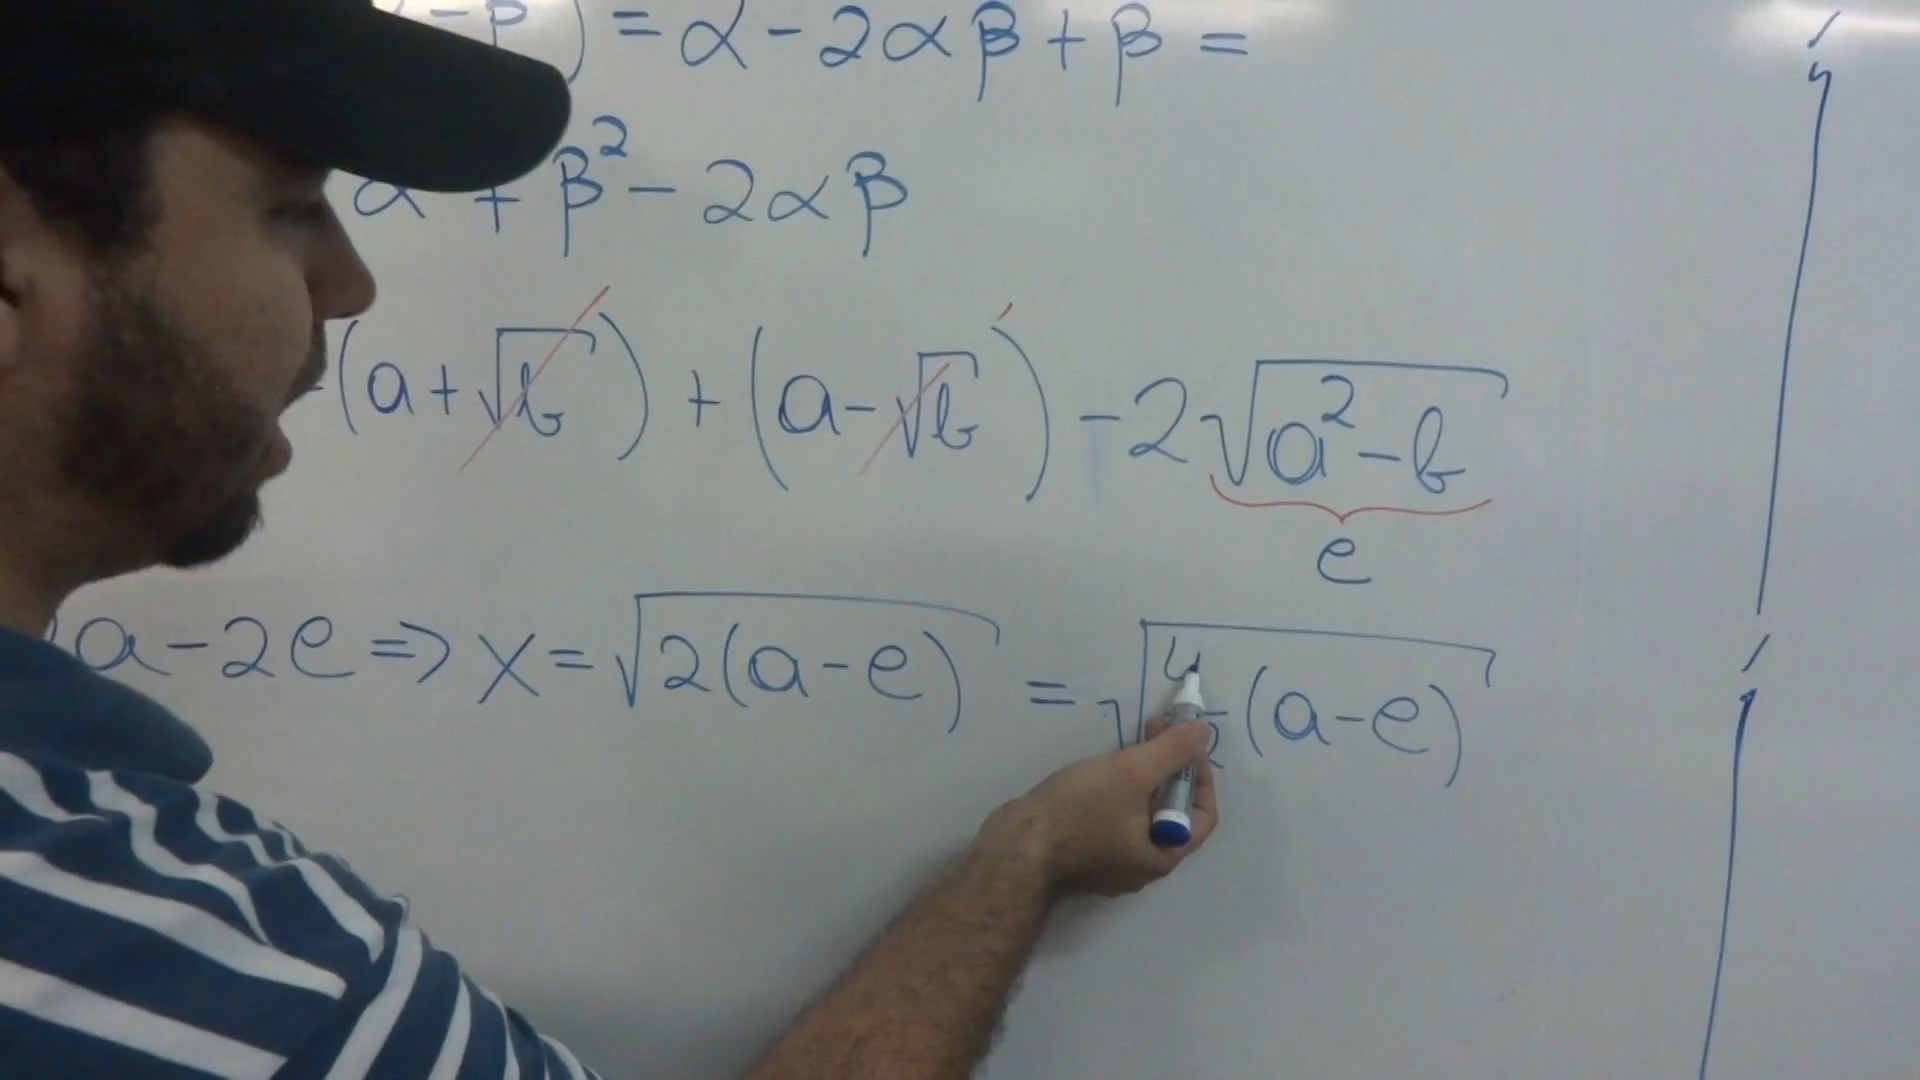 -β) = α - 2αβ + β =
α + β² - 2αβ
(a + √b) + (a - √b) - 2√(a² - b)
e
a - 2e ⇒ x = √(2(a - e)) = √(4/2 (a - e))